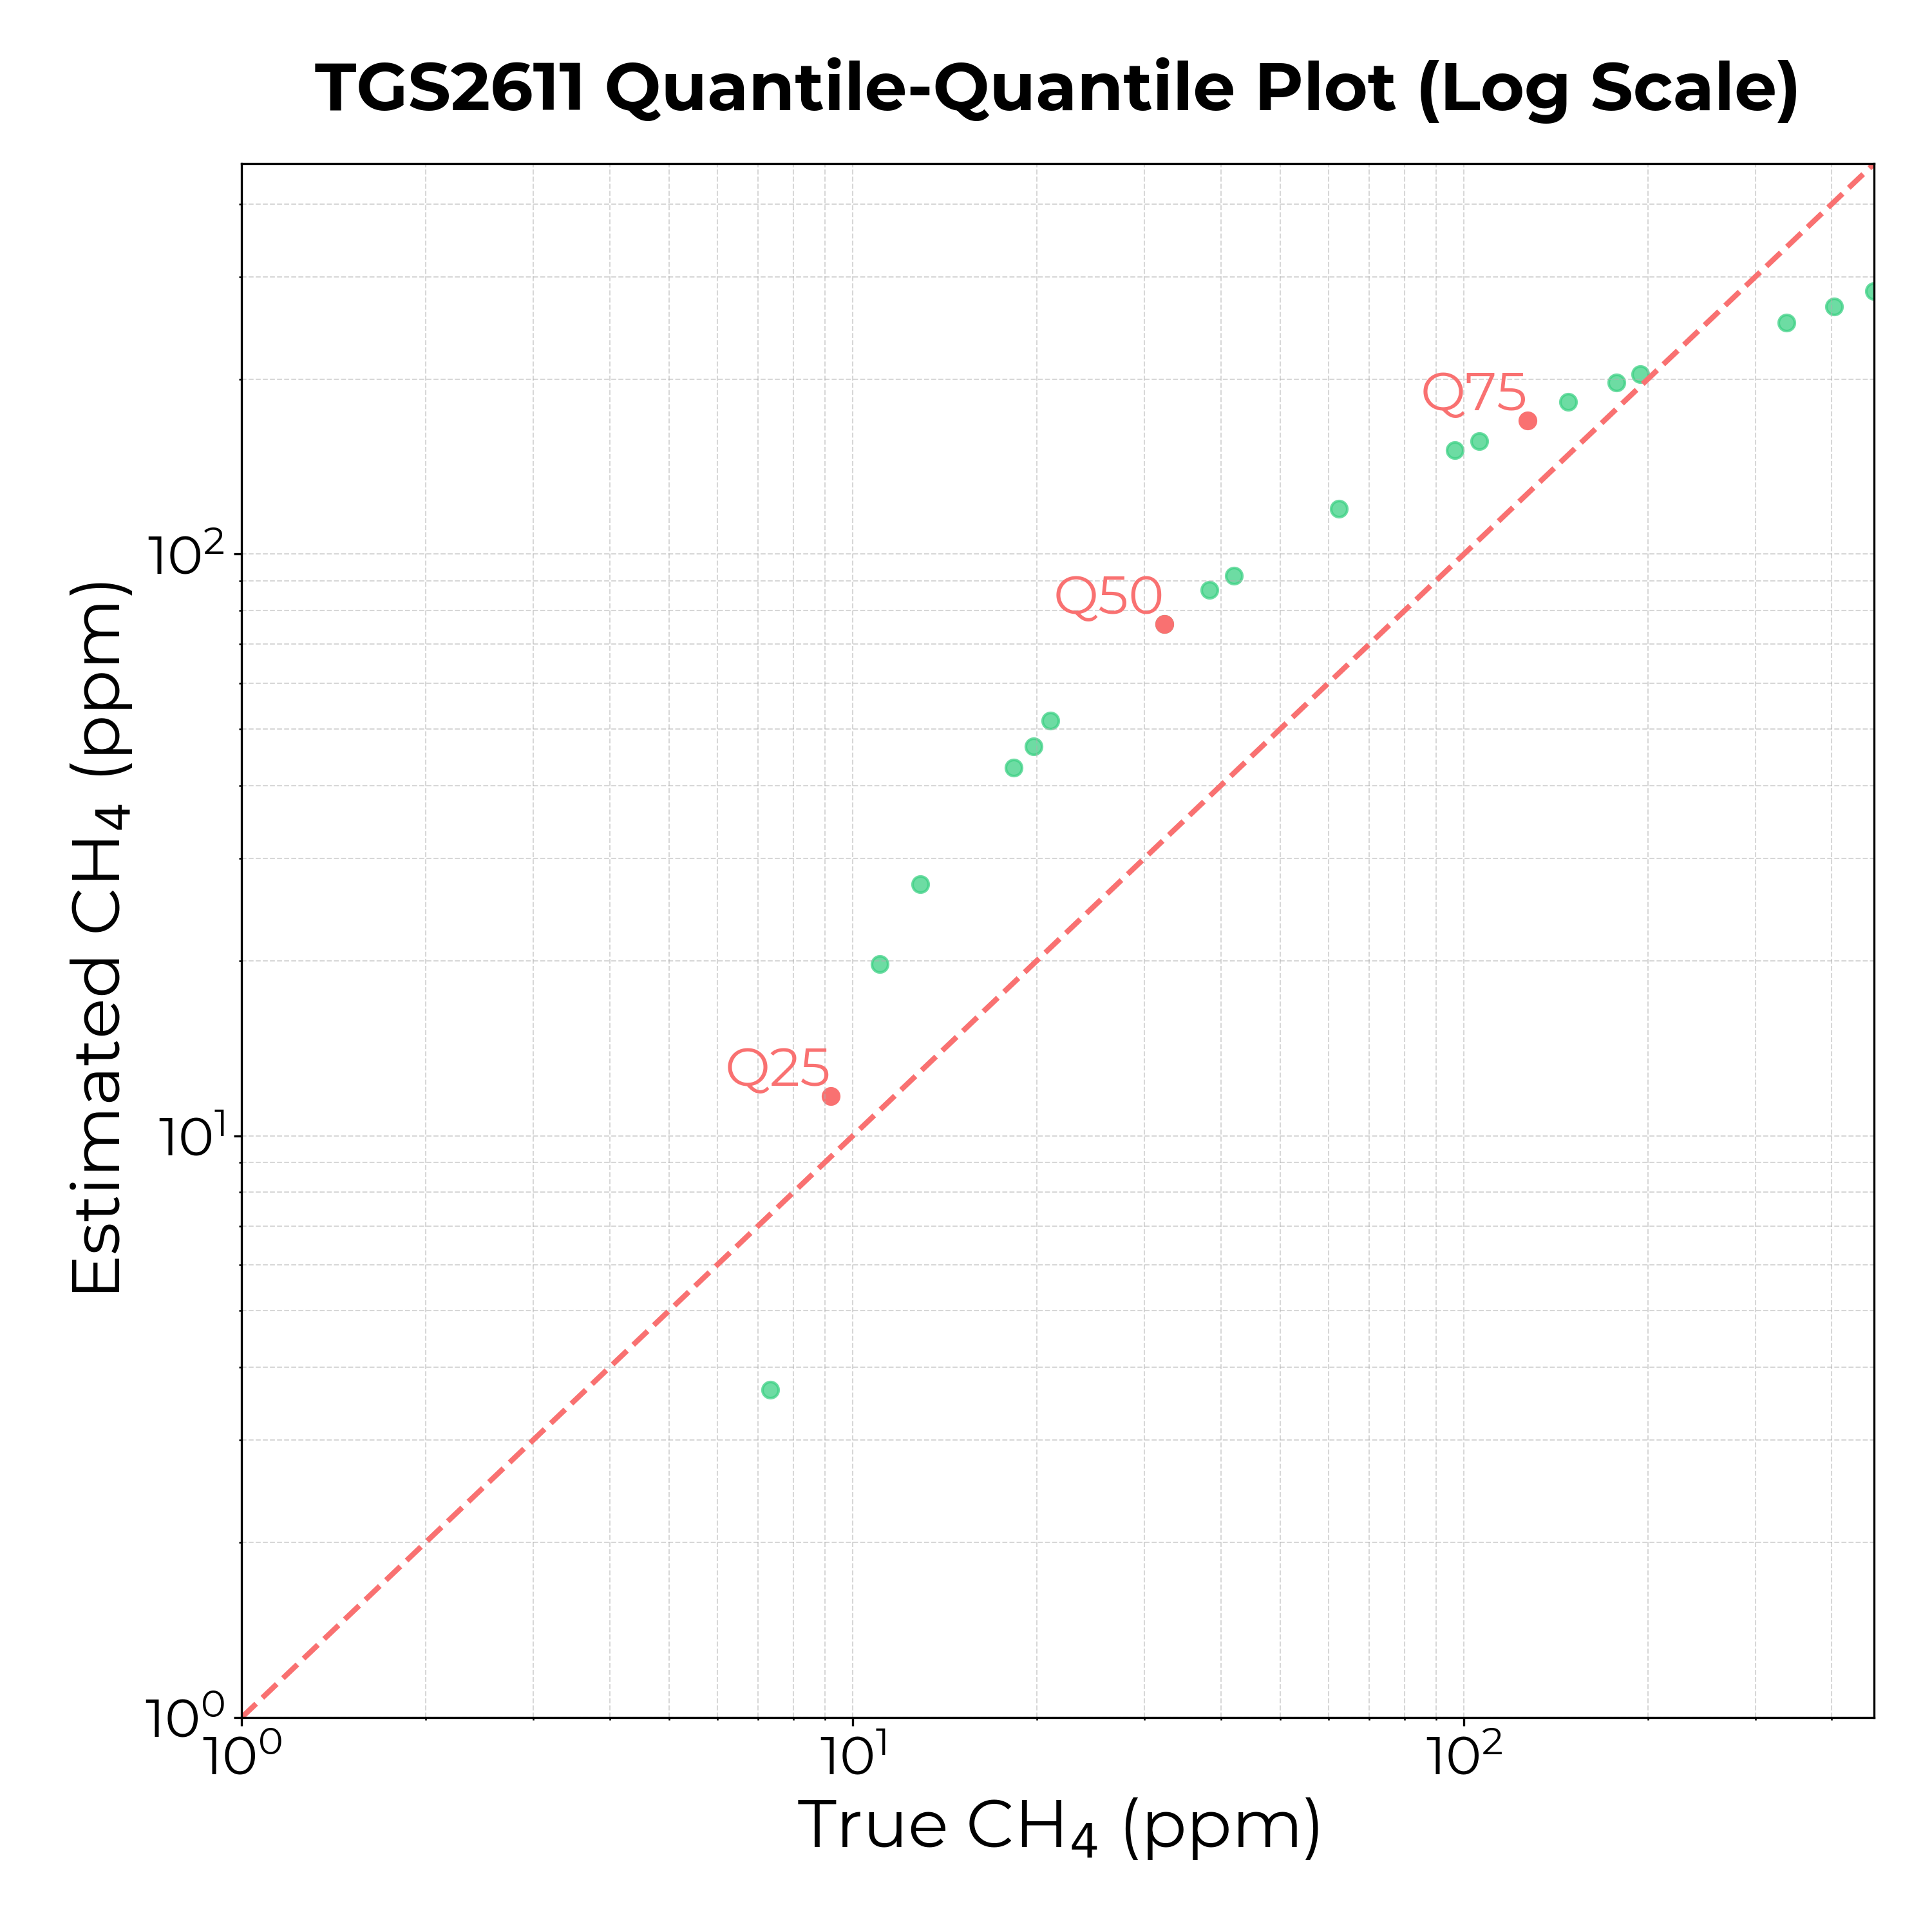 TGS2611 Quantile-Quantile Plot (Log Scale)
Estimated CH₄ (ppm)
10²
10¹
10⁰
Q75
Q50
Q25
10⁰ 10¹ 10²
True CH₄ (ppm)